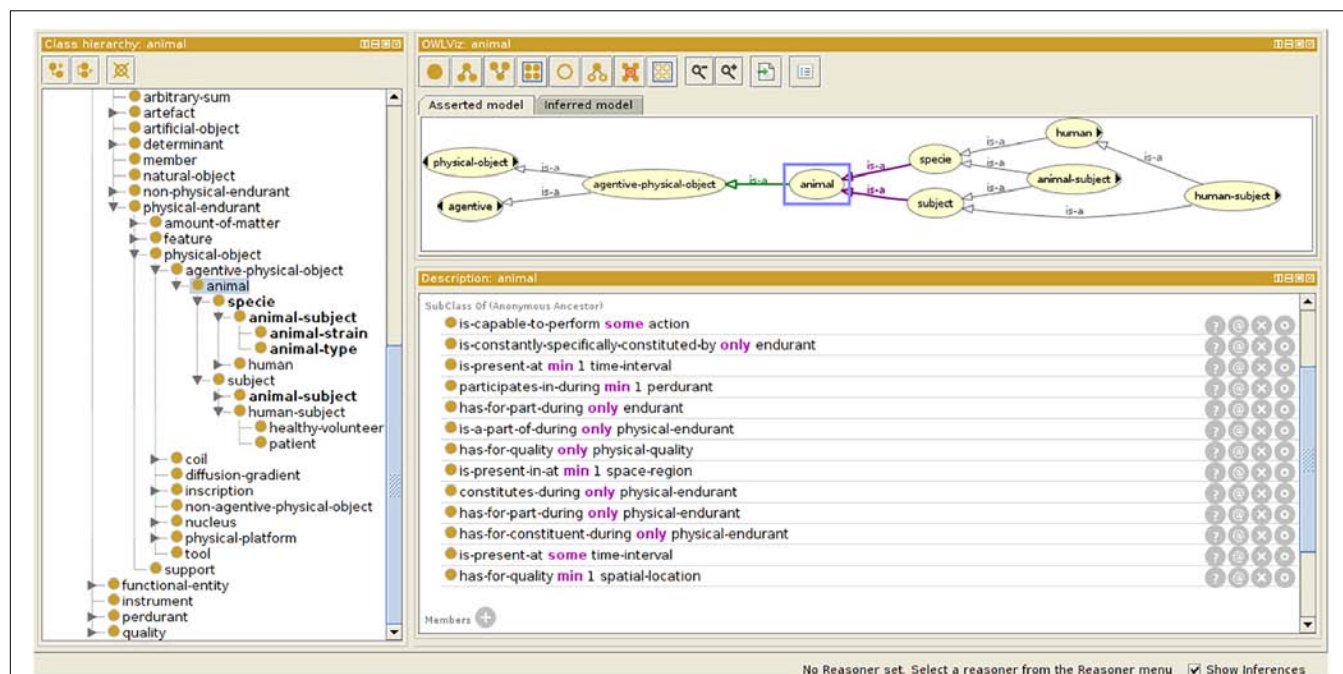 Class hierarchy: animal
arbitrary-sum
artefact
artificial-object
determinant
member
natural-object
non-physical-endurant
physical-endurant
amount-of-matter
feature
physical-object
agentive-physical-object
animal
specie
animal-subject
animal-strain
animal-type
human
subject
animal-subject
human-subject
healthy-volunteer
patient
coil
diffusion-gradient
inscription
non-agentive-physical-object
nucleus
physical-platform
tool
support
functional-entity
instrument
perdurant
quality
OWLViz: animal
Asserted model Inferred model
human
is-a
physical-object
is-a
specie
is-a
is-a
is-a
animal-subject
agentive-physical-object
is-a
animal
is-a
is-a
is-a
agentive
subject
is-a
human-subject
Description: animal
SubClass Of (Anonymous Ancestor)
is-capable-to-perform some action
is-constantly-specifically-constituted-by only endurant
is-present-at min 1 time-interval
participates-in-during min 1 perdurant
has-for-part-during only endurant
is-a-part-of-during only physical-endurant
has-for-quality only physical-quality
is-present-in-at min 1 space-region
constitutes-during only physical-endurant
has-for-part-during only physical-endurant
has-for-constituent-during only physical-endurant
is-present-at some time-interval
has-for-quality min 1 spatial-location
Members
No Reasoner set. Select a reasoner from the Reasoner menu Show Inferences